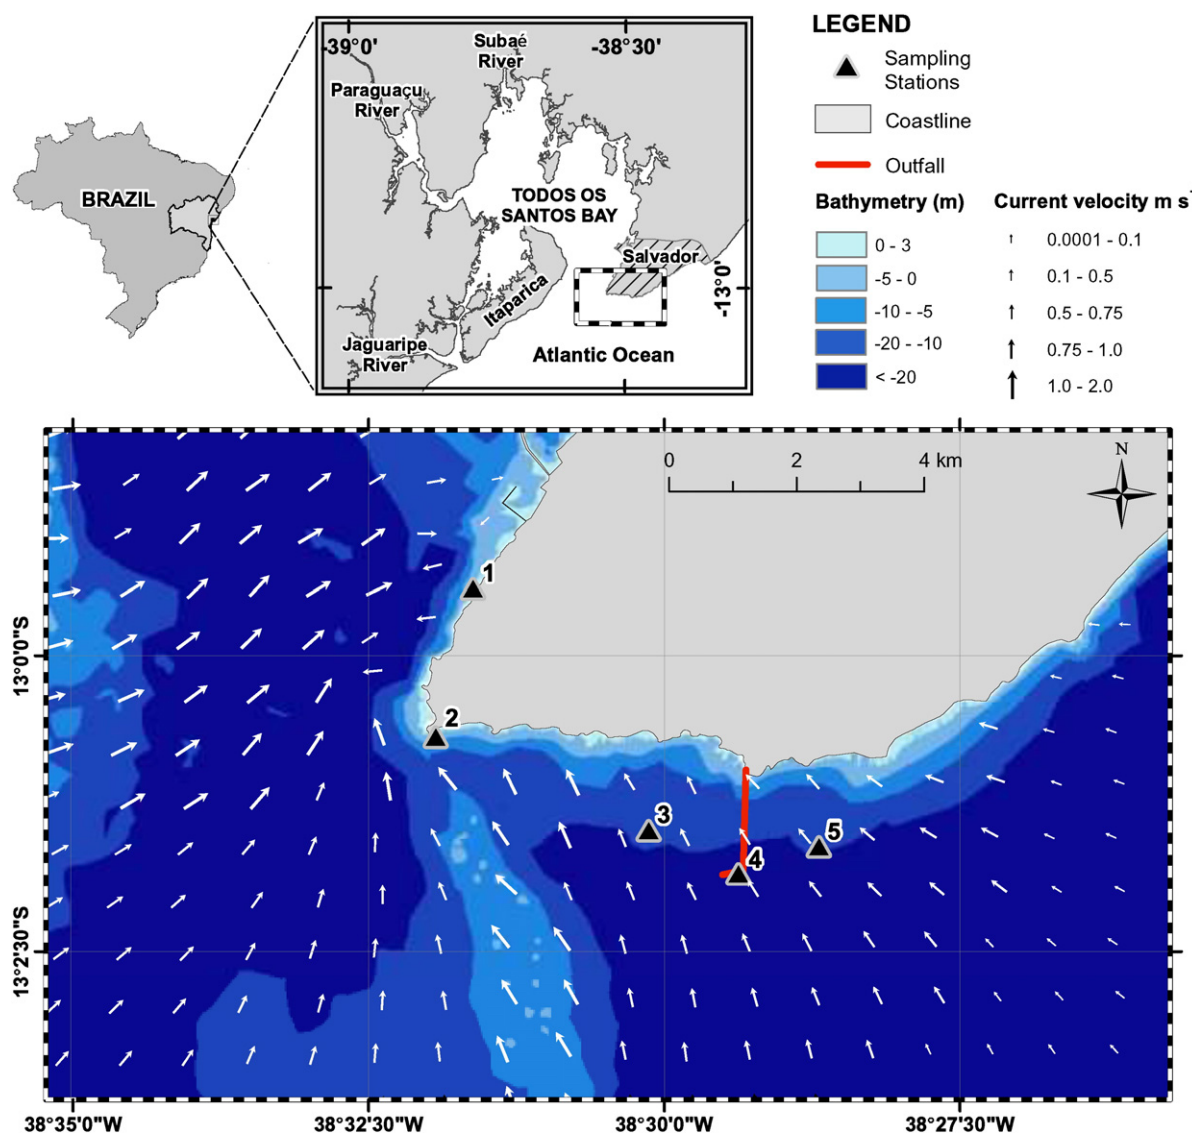 -39°0'
Subaé
River
-38°30'
Paraguaçu
River
BRAZIL
TODOS OS
SANTOS BAY
Salvador
Itaparica
-13°0'
Jaguaripe
River
Atlantic Ocean
LEGEND
Sampling
Stations
Coastline
Outfall
Bathymetry (m)
0 - 3
-5 - 0
-10 - -5
-20 - -10
< -20
Current velocity m s⁻¹
0.0001 - 0.1
0.1 - 0.5
0.5 - 0.75
0.75 - 1.0
1.0 - 2.0
0 2 4 km
N
1
2
3
4
5
13°0'0"S
13°2'30"S
38°35'0"W 38°32'30"W 38°30'0"W 38°27'30"W